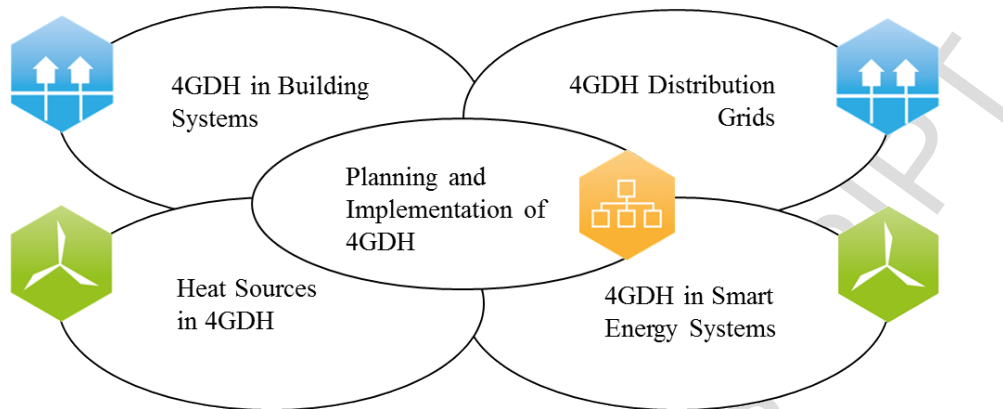 4GDH in Building
Systems
4GDH Distribution
Grids
Planning and
Implementation of
4GDH
Heat Sources
in 4GDH
4GDH in Smart
Energy Systems